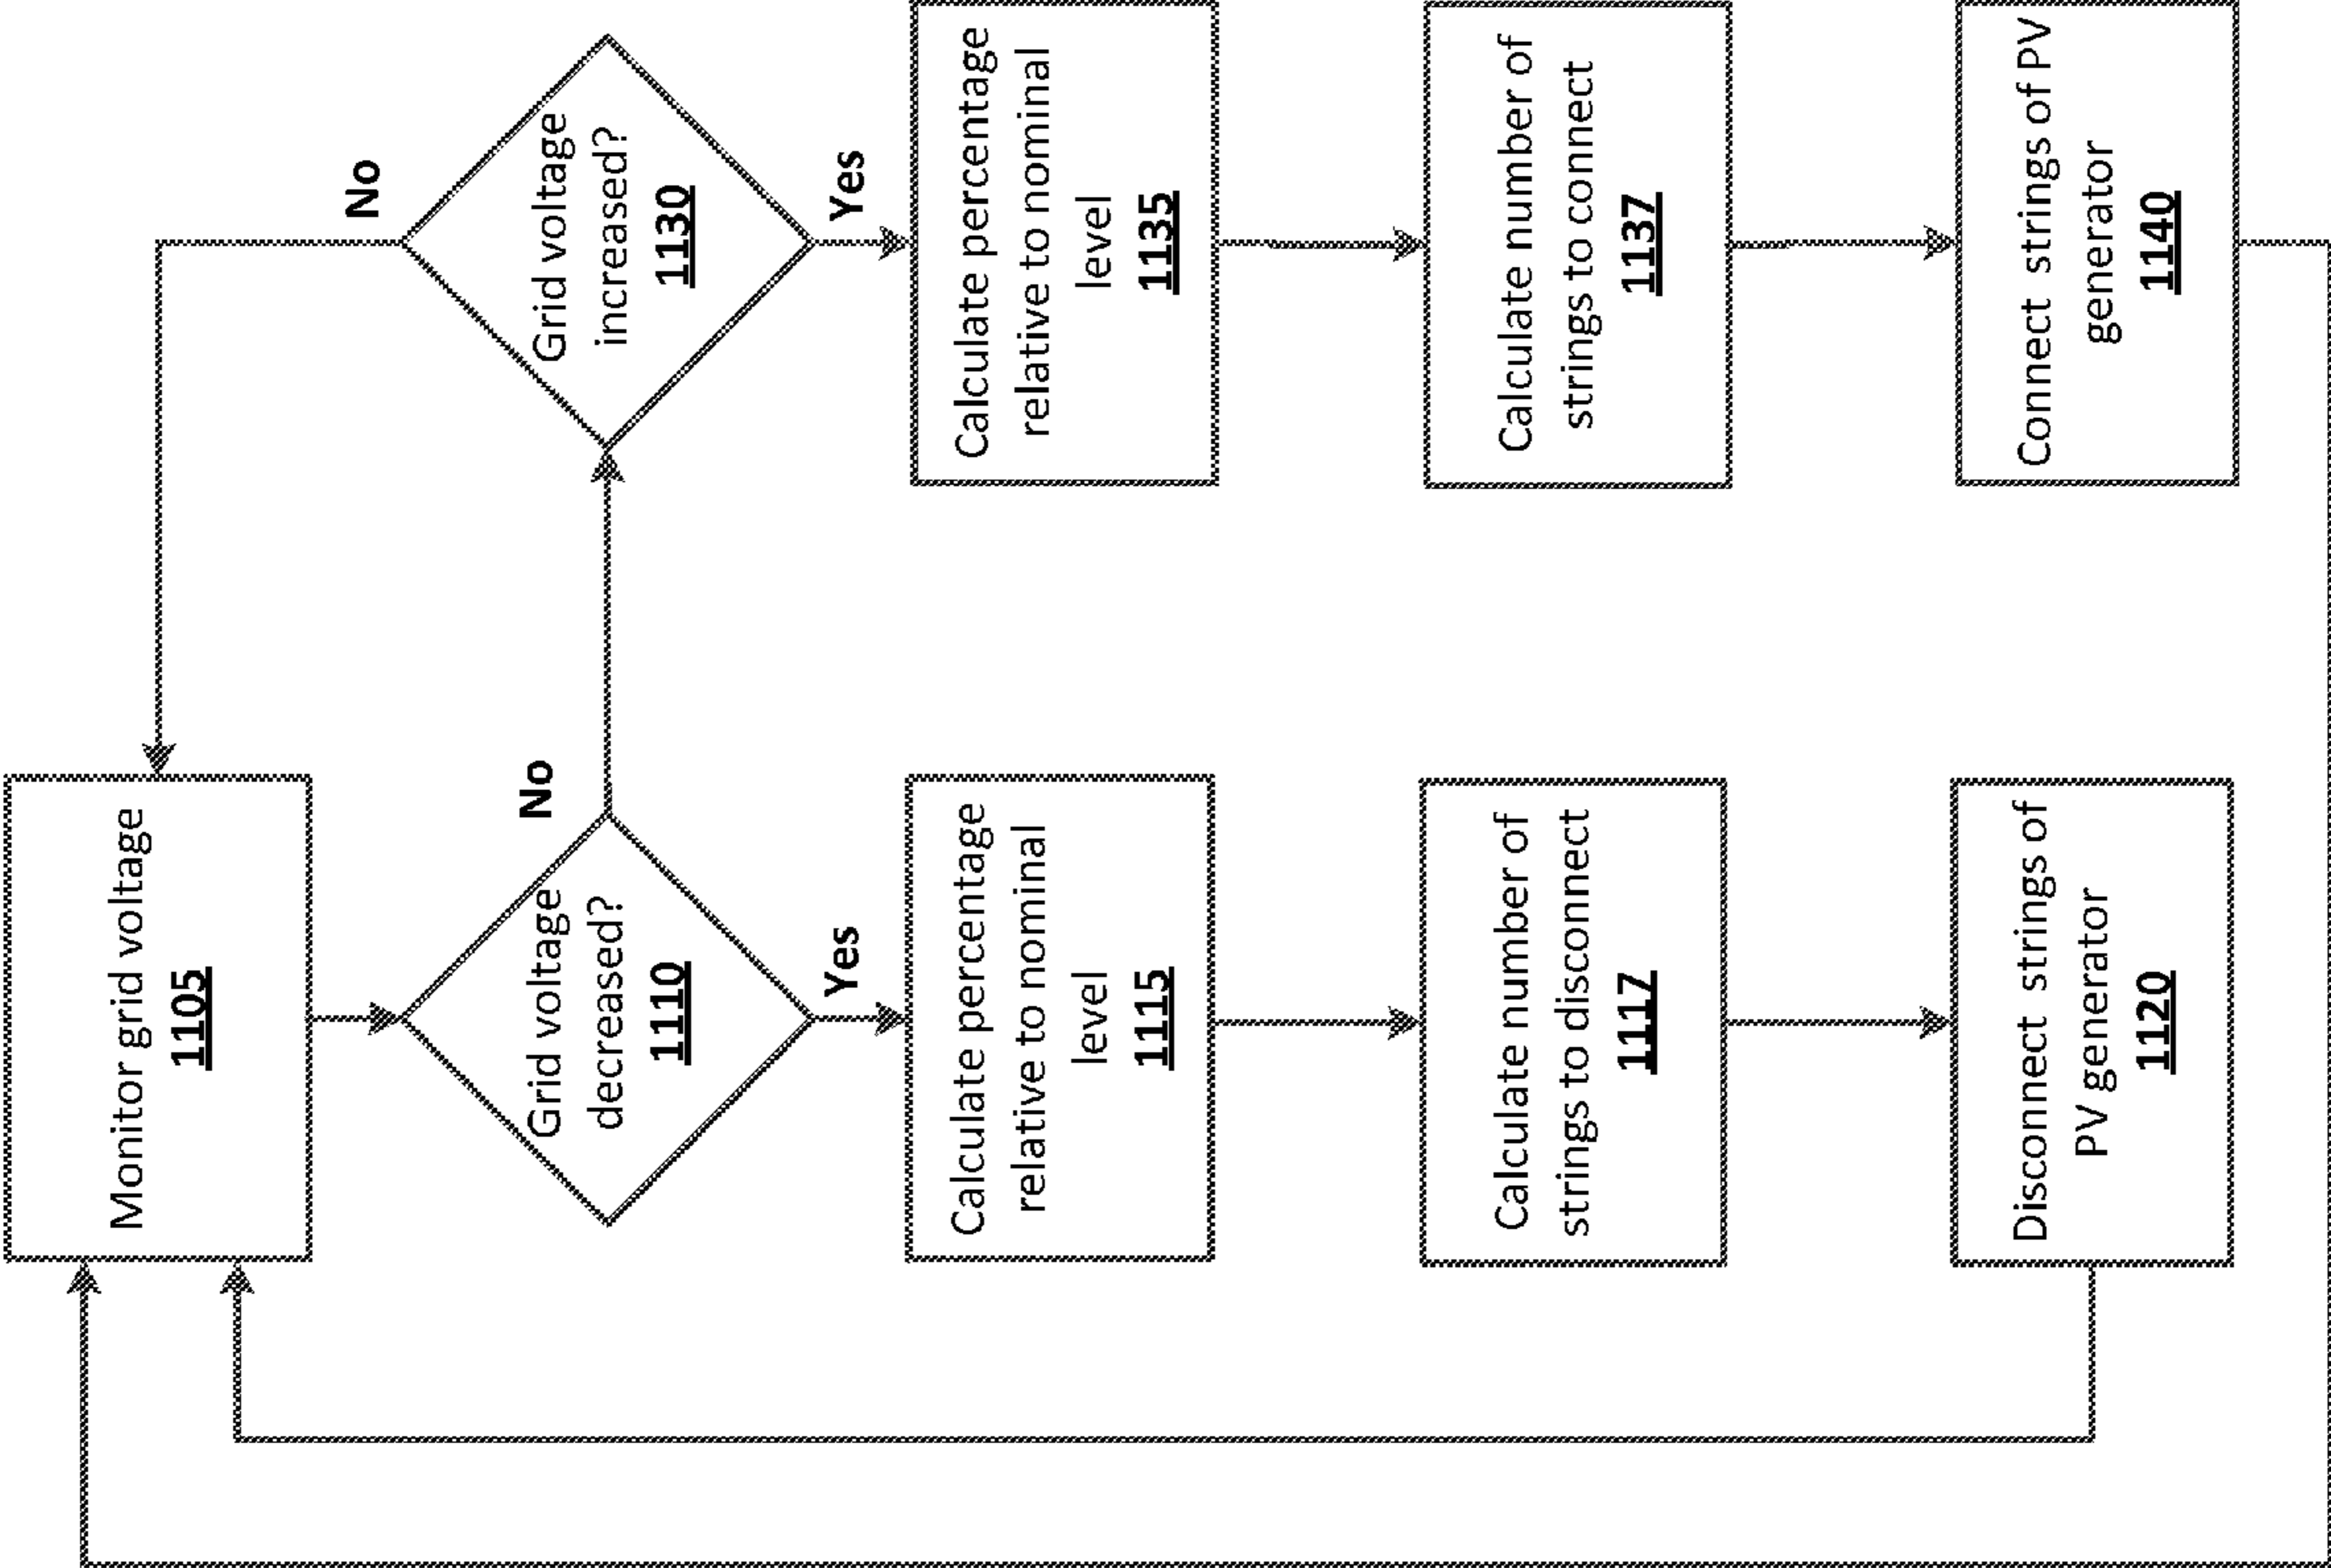 Monitor grid voltage
1105
Grid voltage
decreased?
1110
No
Yes
Calculate percentage
relative to nominal
level
1115
Calculate number of
strings to disconnect
1117
Disconnect strings of
PV generator
1120
Grid voltage
increased?
1130
No
Yes
Calculate percentage
relative to nominal
level
1135
Calculate number of
strings to connect
1137
Connect strings of PV
generator
1140